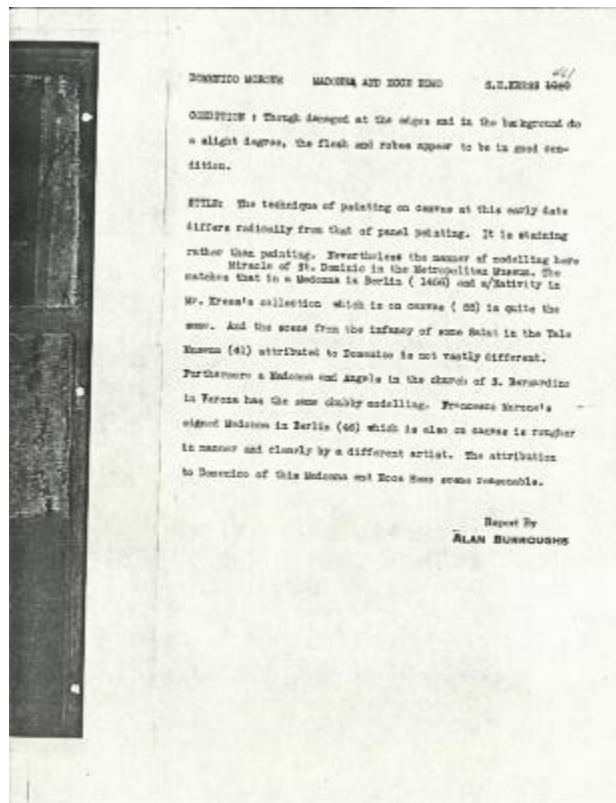 461
DOMENICO MORONE MADONNA AND ECCE HOMO S.H.KRESS 1089
CONDITION : Though damaged at the edges and in the background to
a slight degree, the flesh and robes appear to be in good con-
dition.
STYLE: The technique of painting on canvas at this early date
differs radically from that of panel painting. It is staining
rather than painting. Nevertheless the manner of modelling here
Miracle of St. Dominic in the Metropolitan Museum. The
matches that in a Madonna in Berlin ( ) and a/Nativity in
Mr. Kress's collection which is on canvas ( ) is quite the
same. And the scene from the infancy of some Saint in the Yale
Museum (41) attributed to Domenico is not vastly different.
Furthermore a Madonna and Angels in the church of S. Bernardino
in Verona has the same chubby modelling. Francesco Morone's
signed Madonna in Berlin (46) which is also on canvas is rougher
in manner and clearly by a different artist. The attribution
to Domenico of this Madonna and Ecce Homo seems reasonable.
Report By
ALAN BURROUGHS